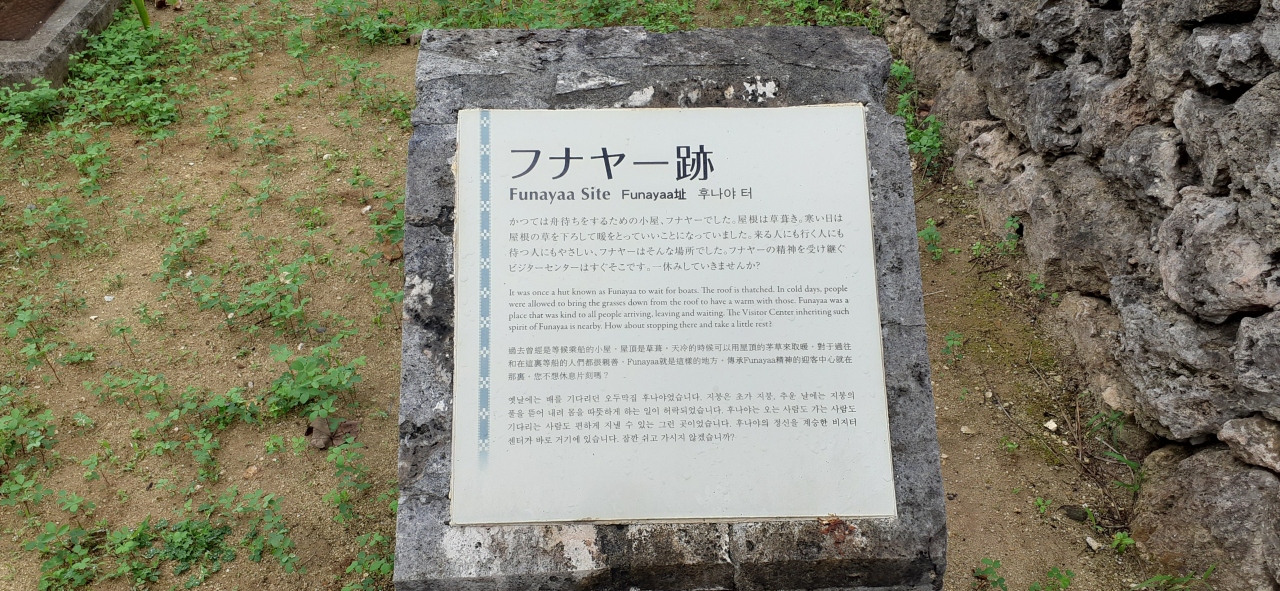 フナヤー跡
Funayaa Site Funayaa址 후나야 터
かつては舟待ちをするための小屋、フナヤーでした。屋根は草葺き。寒い日は
屋根の草を下ろして暖をとっていいことになっていました。来る人にも行く人にも
待つ人にもやさしい、フナヤーはそんな場所でした。フナヤーの精神を受け継ぐ
ビジターセンターはすぐそこです。一休みしていきませんか?
It was once a hut known as Funayaa to wait for boats. The roof is thatched. In cold days, people
were allowed to bring the grasses down from the roof to have a warm with those. Funayaa was a
place that was kind to all people arriving, leaving and waiting. The Visitor Center inheriting such
spirit of Funayaa is nearby. How about stopping there and take a little rest?
過去曾經是等候乘船的小屋，屋頂是草葺，天冷的時候可以用屋頂的茅草來取暖，對于過往
和在這裏等船的人們都很親善，Funayaa就是這樣的地方，傳承Funayaa精神的迎客中心就在
那裏，您不想休息片刻嗎？
옛날에는 배를 기다리던 오두막집 후나야였습니다. 지붕은 초가 지붕. 추운 날에는 지붕의
풀을 뜯어 내려 몸을 따뜻하게 하는 일이 허락되었습니다. 후나야는 오는 사람도 가는 사람도
기다리는 사람도 편하게 지낼 수 있는 그런 곳이었습니다. 후나야의 정신을 계승한 비지터
센터가 바로 거기에 있습니다. 잠깐 쉬고 가시지 않겠습니까?